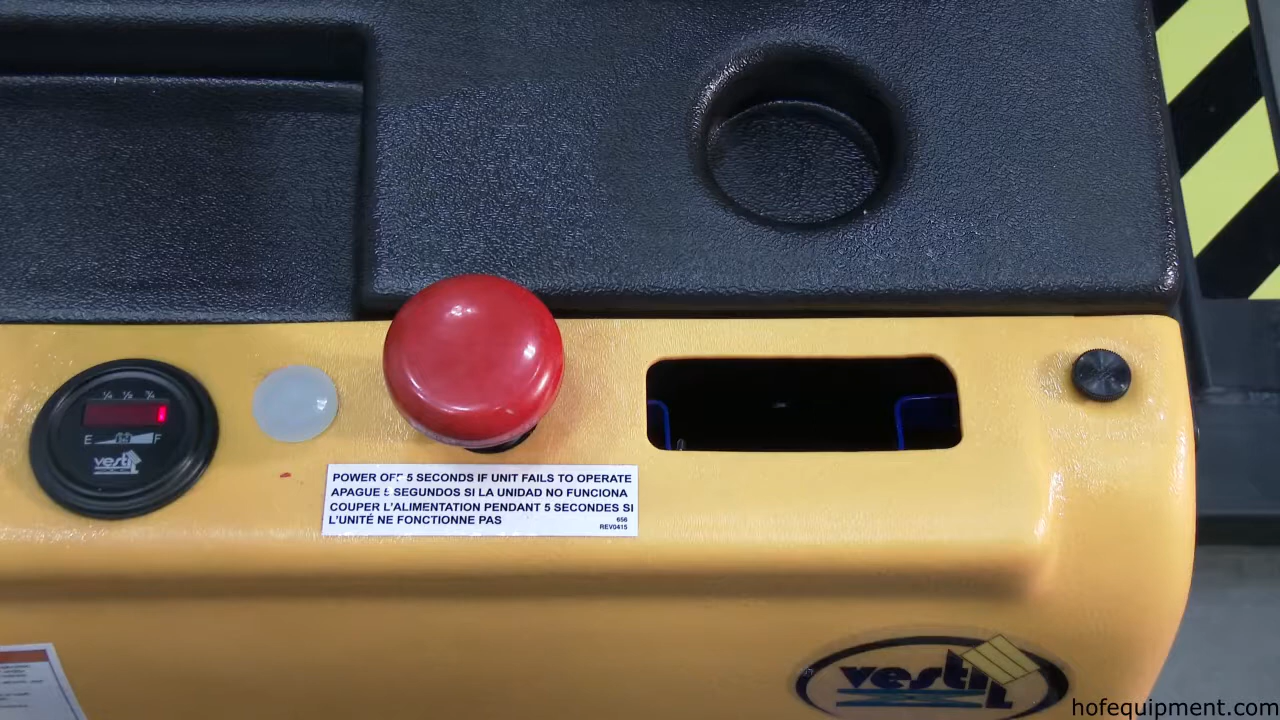 ¼ ½ ¾
E F
vestil
POWER OFF 5 SECONDS IF UNIT FAILS TO OPERATE
APAGUE 5 SEGUNDOS SI LA UNIDAD NO FUNCIONA
COUPER L'ALIMENTATION PENDANT 5 SECONDES SI
L'UNITÉ NE FONCTIONNE PAS
656
REV0415
vestil
hofequipment.com